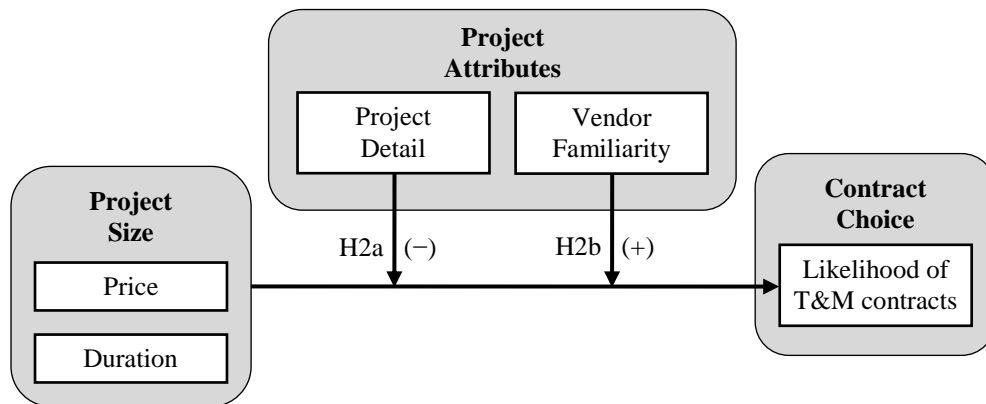 Project
Attributes
Project
Detail
Vendor
Familiarity
Project
Size
Price
Duration
H2a (−)
H2b (+)
Contract
Choice
Likelihood of
T&M contracts